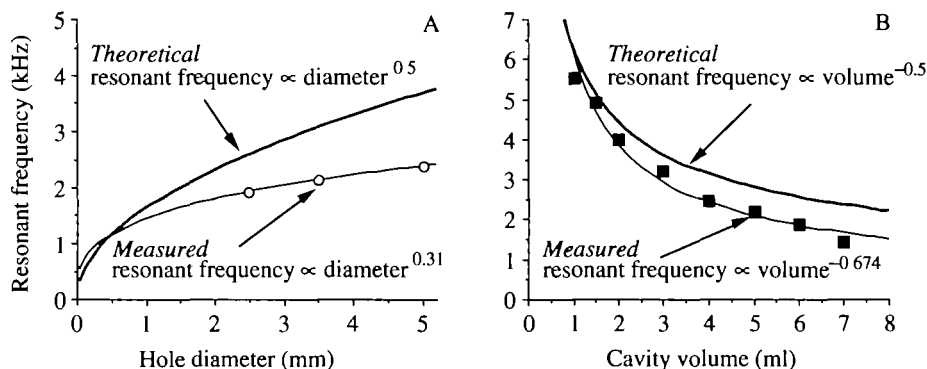 A
Resonant frequency (kHz)
5
4
3
2
1
0
Theoretical
resonant frequency ∝ diameter^0 5
Measured
resonant frequency ∝ diameter^0.31
0 1 2 3 4 5
Hole diameter (mm)
B
7
6
5
4
3
2
1
0
Theoretical
resonant frequency ∝ volume^−0.5
Measured
resonant frequency ∝ volume^−0 674
0 1 2 3 4 5 6 7 8
Cavity volume (ml)